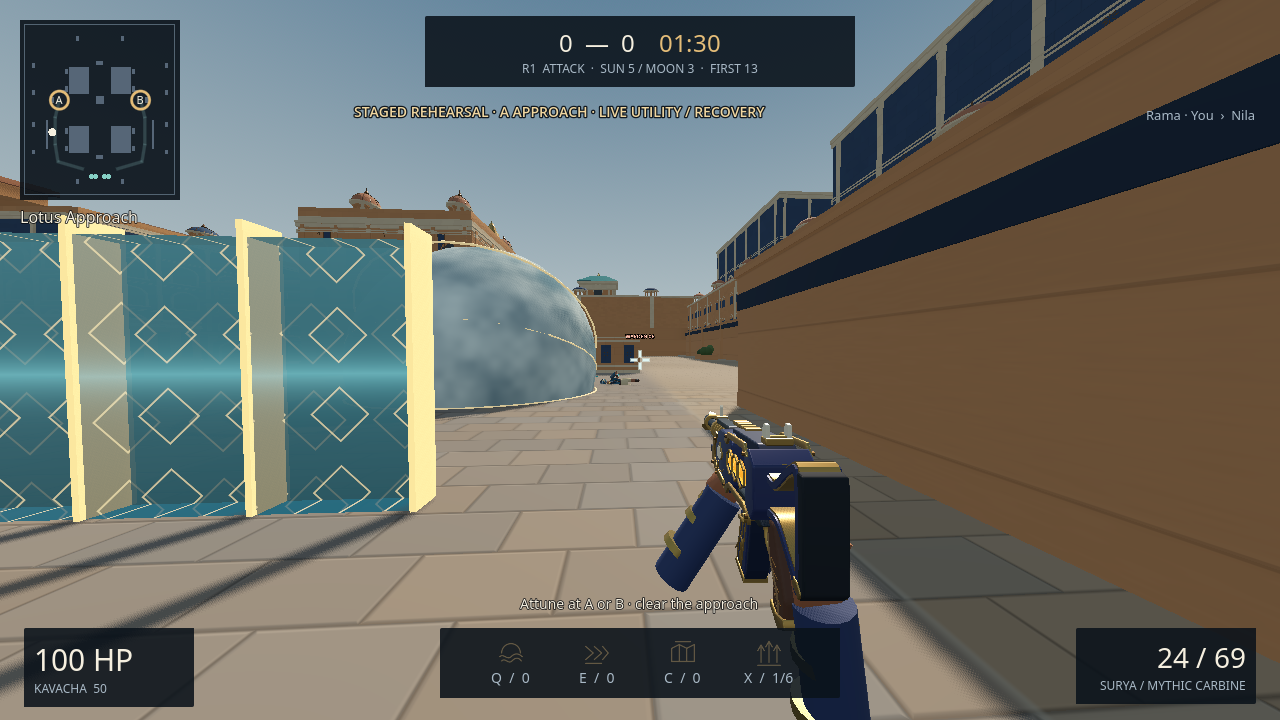 A
B
Lotus Approach
0 — 0 01:30
R1 ATTACK · SUN 5 / MOON 3 · FIRST 13
STAGED REHEARSAL · A APPROACH · LIVE UTILITY / RECOVERY
Rama · You › Nila
Attune at A or B · clear the approach
100 HP
KAVACHA 50
Q / 0
E / 0
C / 0
X / 1/6
24 / 69
SURYA / MYTHIC CARBINE